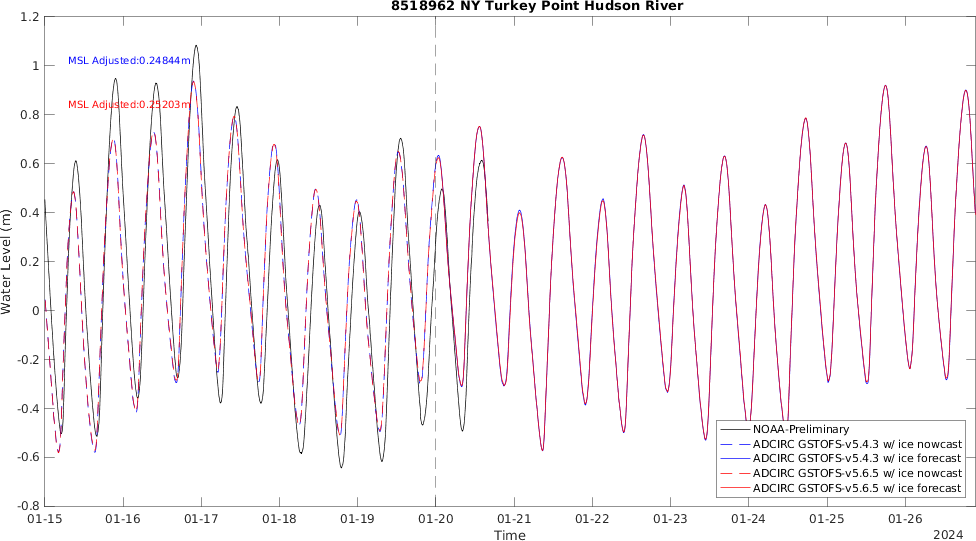 8518962 NY Turkey Point Hudson River
1.2
1
0.8
0.6
0.4
0.2
0
-0.2
-0.4
-0.6
-0.8
Water Level (m)
MSL Adjusted:0.24844m
MSL Adjusted:0.25203m
NOAA-Preliminary
ADCIRC GSTOFS-v5.4.3 w/ ice nowcast
ADCIRC GSTOFS-v5.4.3 w/ ice forecast
ADCIRC GSTOFS-v5.6.5 w/ ice nowcast
ADCIRC GSTOFS-v5.6.5 w/ ice forecast
01-15 01-16 01-17 01-18 01-19 01-20 01-21 01-22 01-23 01-24 01-25 01-26
Time
2024